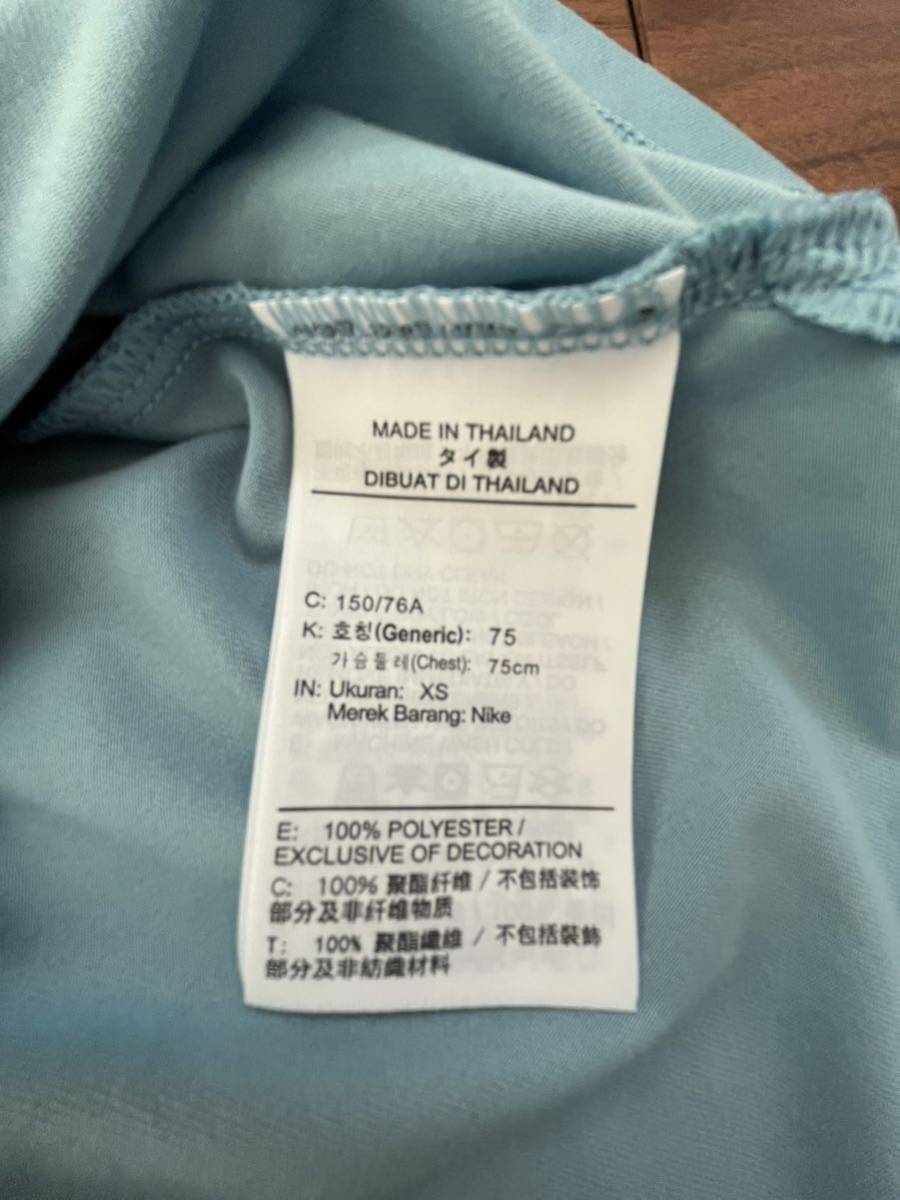 MADE IN THAILAND
タイ製
DIBUAT DI THAILAND
C: 150/76A
K: 호칭(Generic): 75
가슴둘레(Chest): 75cm
IN: Ukuran: XS
Merek Barang: Nike
E: 100% POLYESTER /
EXCLUSIVE OF DECORATION
C: 100% 聚酯纤维 / 不包括装饰
部分及非纤维物质
T: 100% 聚酯纖維 / 不包括裝飾
部分及非紡織材料